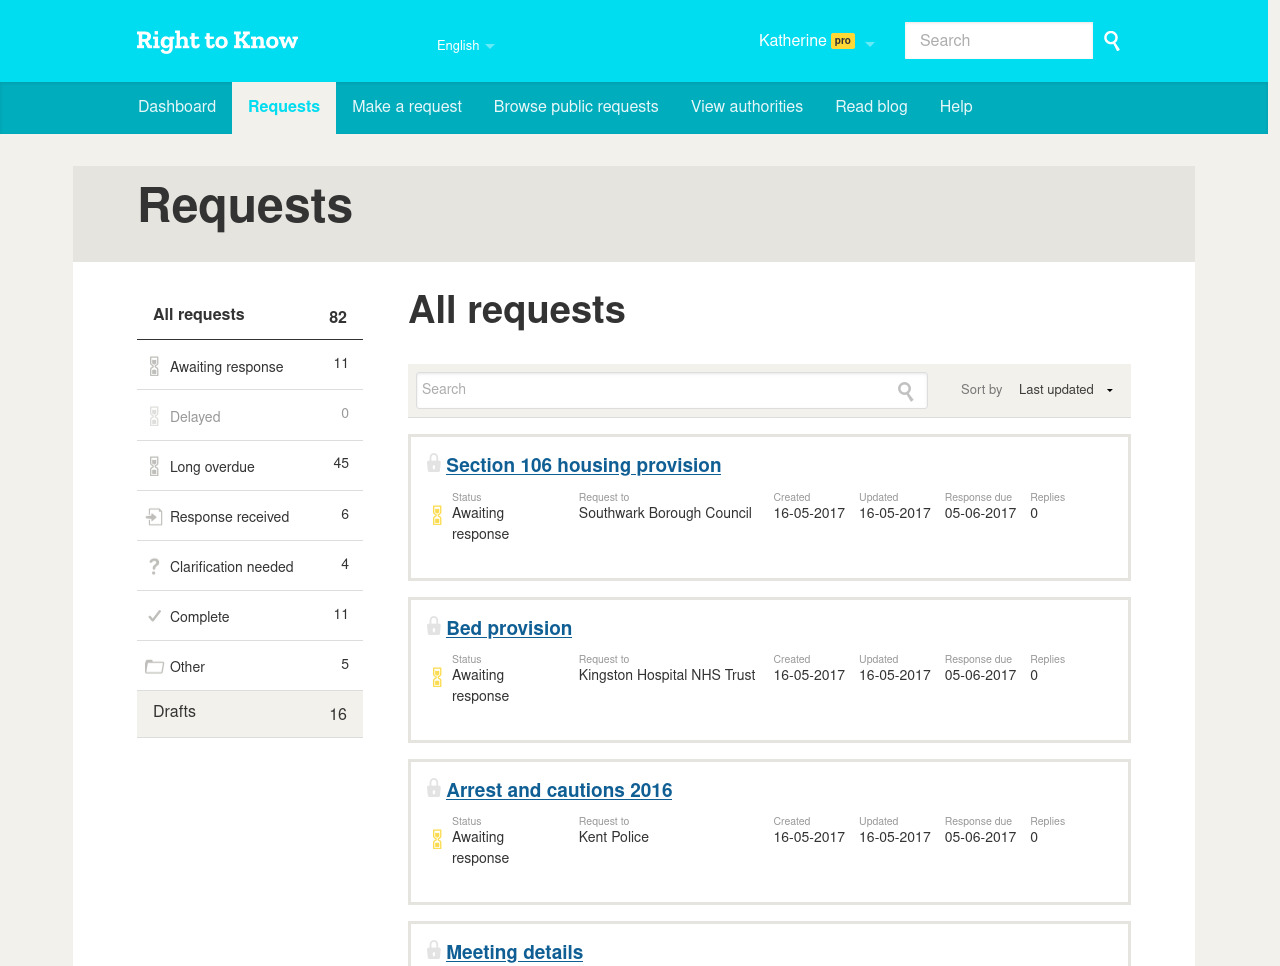 Right to Know
English
Katherine pro
Search
Dashboard Requests Make a request Browse public requests View authorities Read blog Help
Requests
All requests 82
Awaiting response 11
Delayed 0
Long overdue 45
Response received 6
Clarification needed 4
Complete 11
Other 5
Drafts 16
All requests
Search
Sort by Last updated
Section 106 housing provision
Status Request to Created Updated Response due Replies
Awaiting Southwark Borough Council 16-05-2017 16-05-2017 05-06-2017 0
response
Bed provision
Status Request to Created Updated Response due Replies
Awaiting Kingston Hospital NHS Trust 16-05-2017 16-05-2017 05-06-2017 0
response
Arrest and cautions 2016
Status Request to Created Updated Response due Replies
Awaiting Kent Police 16-05-2017 16-05-2017 05-06-2017 0
response
Meeting details